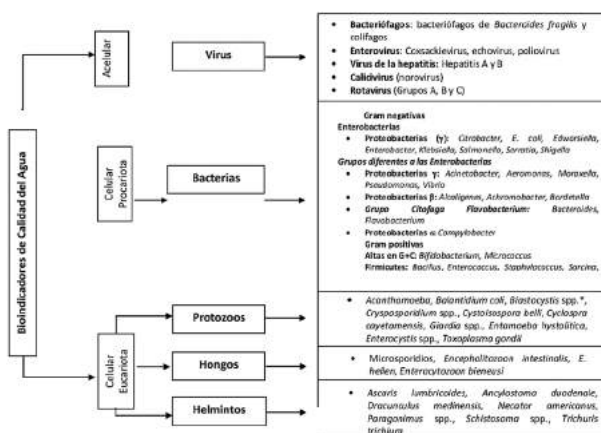 Bioindicadores de Calidad del Agua
Acelular
Virus
• Bacteriófagos: bacteriófagos de Bacteroides fragilis y
colifagos
• Enterovirus: Coxsackievirus, echovirus, poliovirus
• Virus de la hepatitis: Hepatitis A y B
• Calicivirus (norovirus)
• Rotavirus (Grupos A, B y C)
Celular
Procariota
Bacterias
Gram negativas
Enterobacterias
• Proteobacterias (γ): Citrobacter, E. coli, Edwarsiella,
Enterobacter, Klebsiella, Salmonella, Serratia, Shigella
Grupos diferentes a las Enterobacterias
• Proteobacterias γ: Acinetobacter, Aeromonas, Moraxella,
Pseudomonas, Vibrio
• Proteobacterias β: Alcaligenes, Achromobacter, Bordetella
• Grupo Citofaga Flavobacterium: Bacteroides,
Flavobacterium
• Proteobacterias α Campylobacter
Gram positivas
Altas en G+C: Bifidobacterium, Micrococcus
Firmicutes: Bacillus, Enterococcus, Staphylococcus, Sarcina,
Celular
Eucariota
Protozoos
• Acanthamoeba, Balantidium coli, Blastocystis spp.*,
Crysposporidium spp., Cystoisospora belli, Cyclospra
cayetamensis, Giardia spp., Entamoeba hystolitica,
Enterocystis spp., Toxoplasma gondii
Hongos
• Microsporidios, Encephalitozoon intestinalis, E.
hellen, Enterocytozoon bieneusi
Helmintos
• Ascaris lumbricoides, Ancylostoma duodenale,
Dracunculus medinensis, Necator americanus,
Paragonimus spp., Schistosoma spp., Trichuris
trichiura